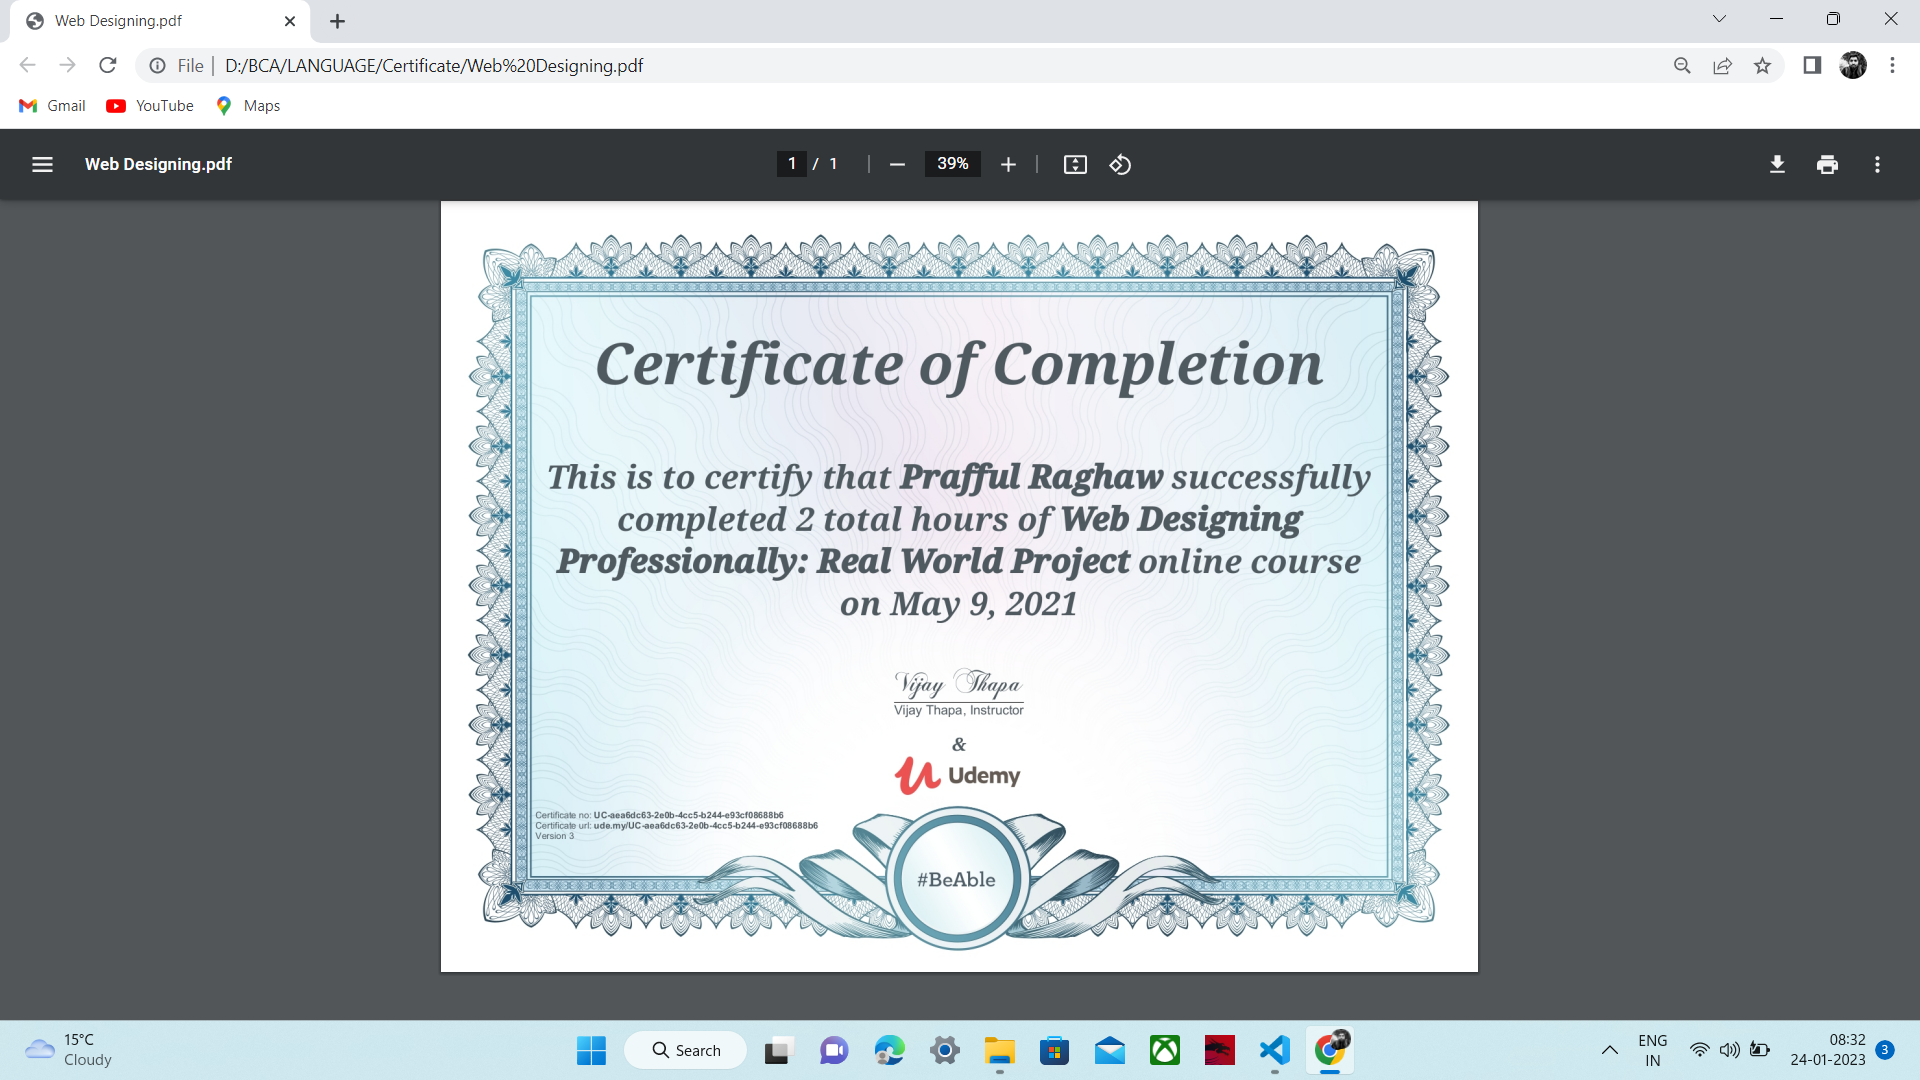 Web Designing.pdf
File | D:/BCA/LANGUAGE/Certificate/Web%20Designing.pdf
Gmail YouTube Maps
Web Designing.pdf 1 / 1 39%
Certificate of Completion
This is to certify that Prafful Raghaw successfully
completed 2 total hours of Web Designing
Professionally: Real World Project online course
on May 9, 2021
Vijay Thapa
Vijay Thapa, Instructor
&
Udemy
Certificate no: UC-aea6dc63-2e0b-4cc5-b244-e93cf08688b6
Certificate url: ude.my/UC-aea6dc63-2e0b-4cc5-b244-e93cf08688b6
Version 3
#BeAble
15°C
Cloudy
Search
ENG
IN
08:32
24-01-2023
3